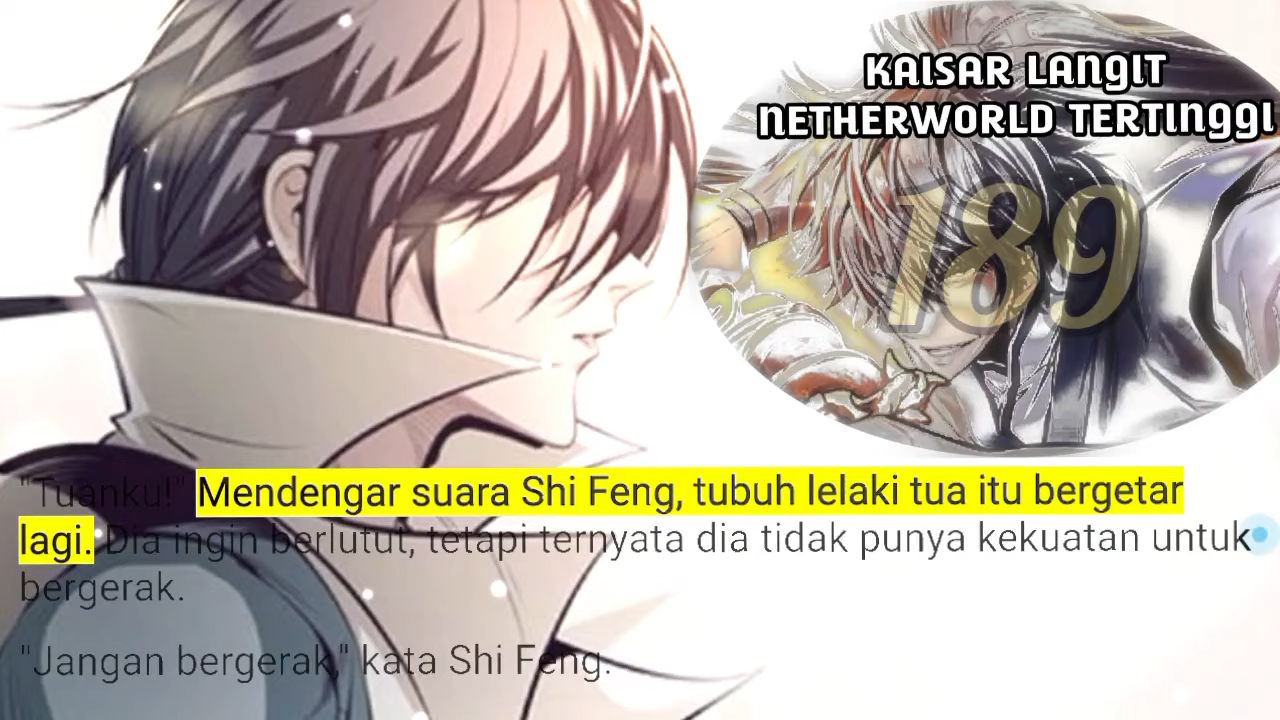 KAISAR LANGIT
NETHERWORLD TERTINGGI
189
"Tuanku!" Mendengar suara Shi Feng, tubuh lelaki tua itu bergetar
lagi. Dia ingin berlutut, tetapi ternyata dia tidak punya kekuatan untuk
bergerak.
"Jangan bergerak," kata Shi Feng.